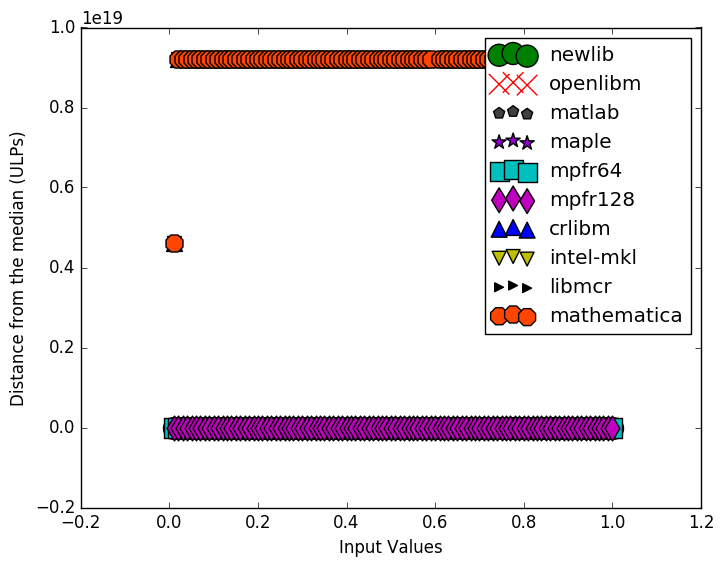 1e19
1.0
0.8
0.6
0.4
0.2
0.0
−0.2
−0.2
0.0
0.2
0.4
0.6
0.8
1.0
1.2
Distance from the median (ULPs)
Input Values
newlib
openlibm
matlab
maple
mpfr64
mpfr128
crlibm
intel-mkl
libmcr
mathematica